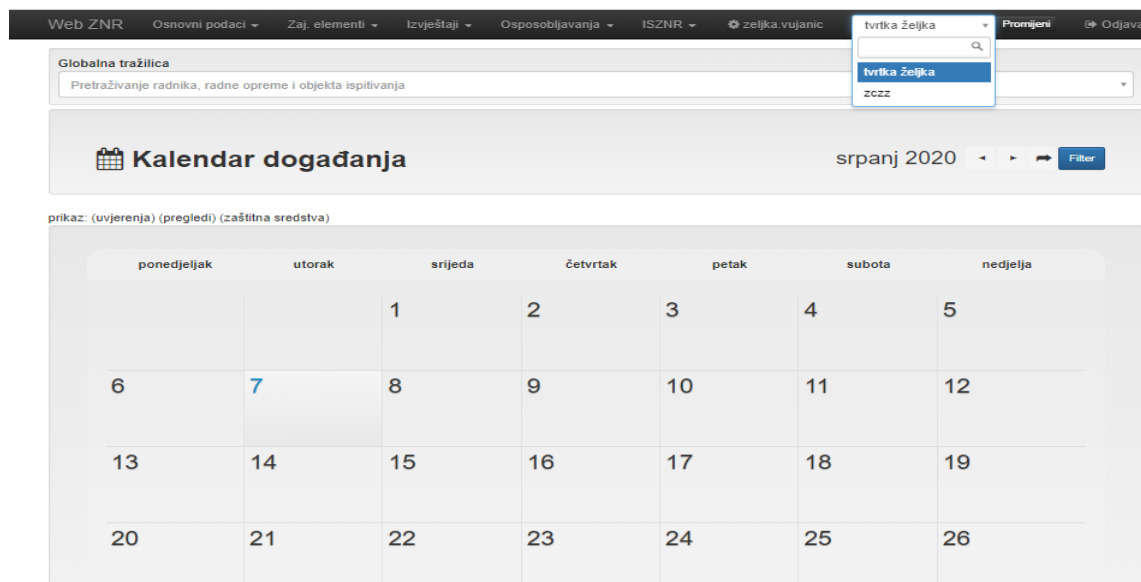 Web ZNR Osnovni podaci Zaj. elementi Izvještaji Osposobljavanja ISZNR zeljka.vujanic tvrtka željka Promijeni Odjava
tvrtka željka
zczz
Globalna tražilica
Pretraživanje radnika, radne opreme i objekta ispitivanja
Kalendar događanja srpanj 2020 Filter
prikaz: (uvjerenja) (pregledi) (zaštitna sredstva)
ponedjeljak utorak srijeda četvrtak petak subota nedjelja
1 2 3 4 5
6 7 8 9 10 11 12
13 14 15 16 17 18 19
20 21 22 23 24 25 26